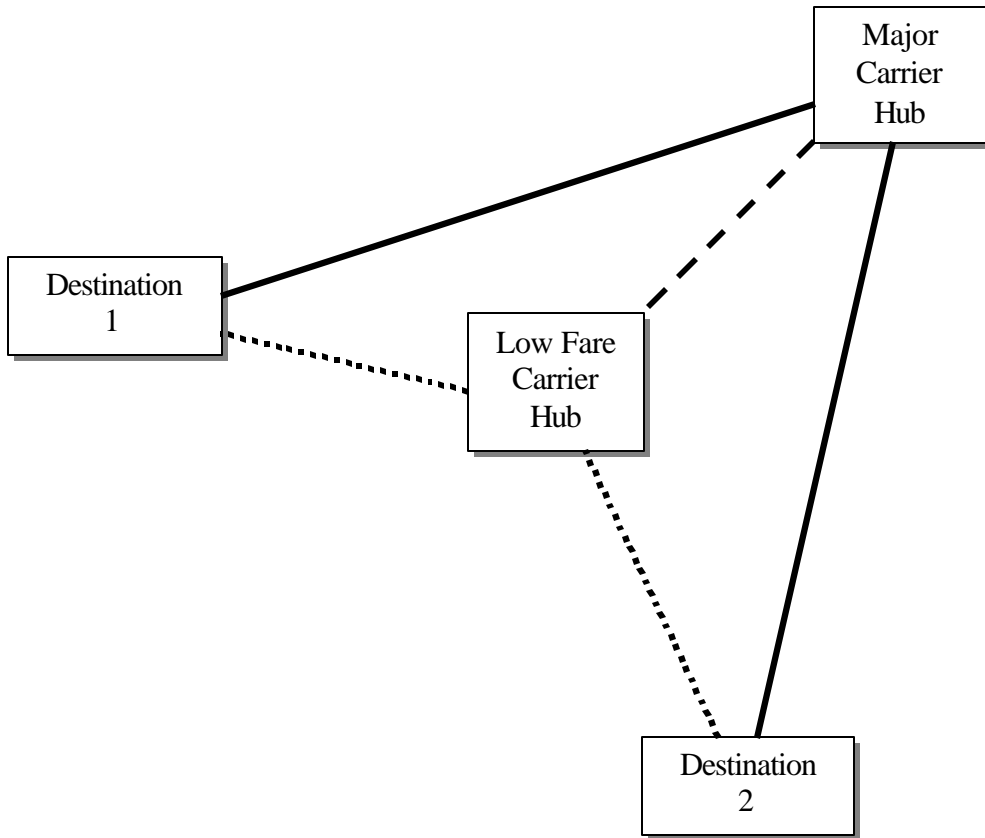 Major
Carrier
Hub
Destination
1
Low Fare
Carrier
Hub
Destination
2